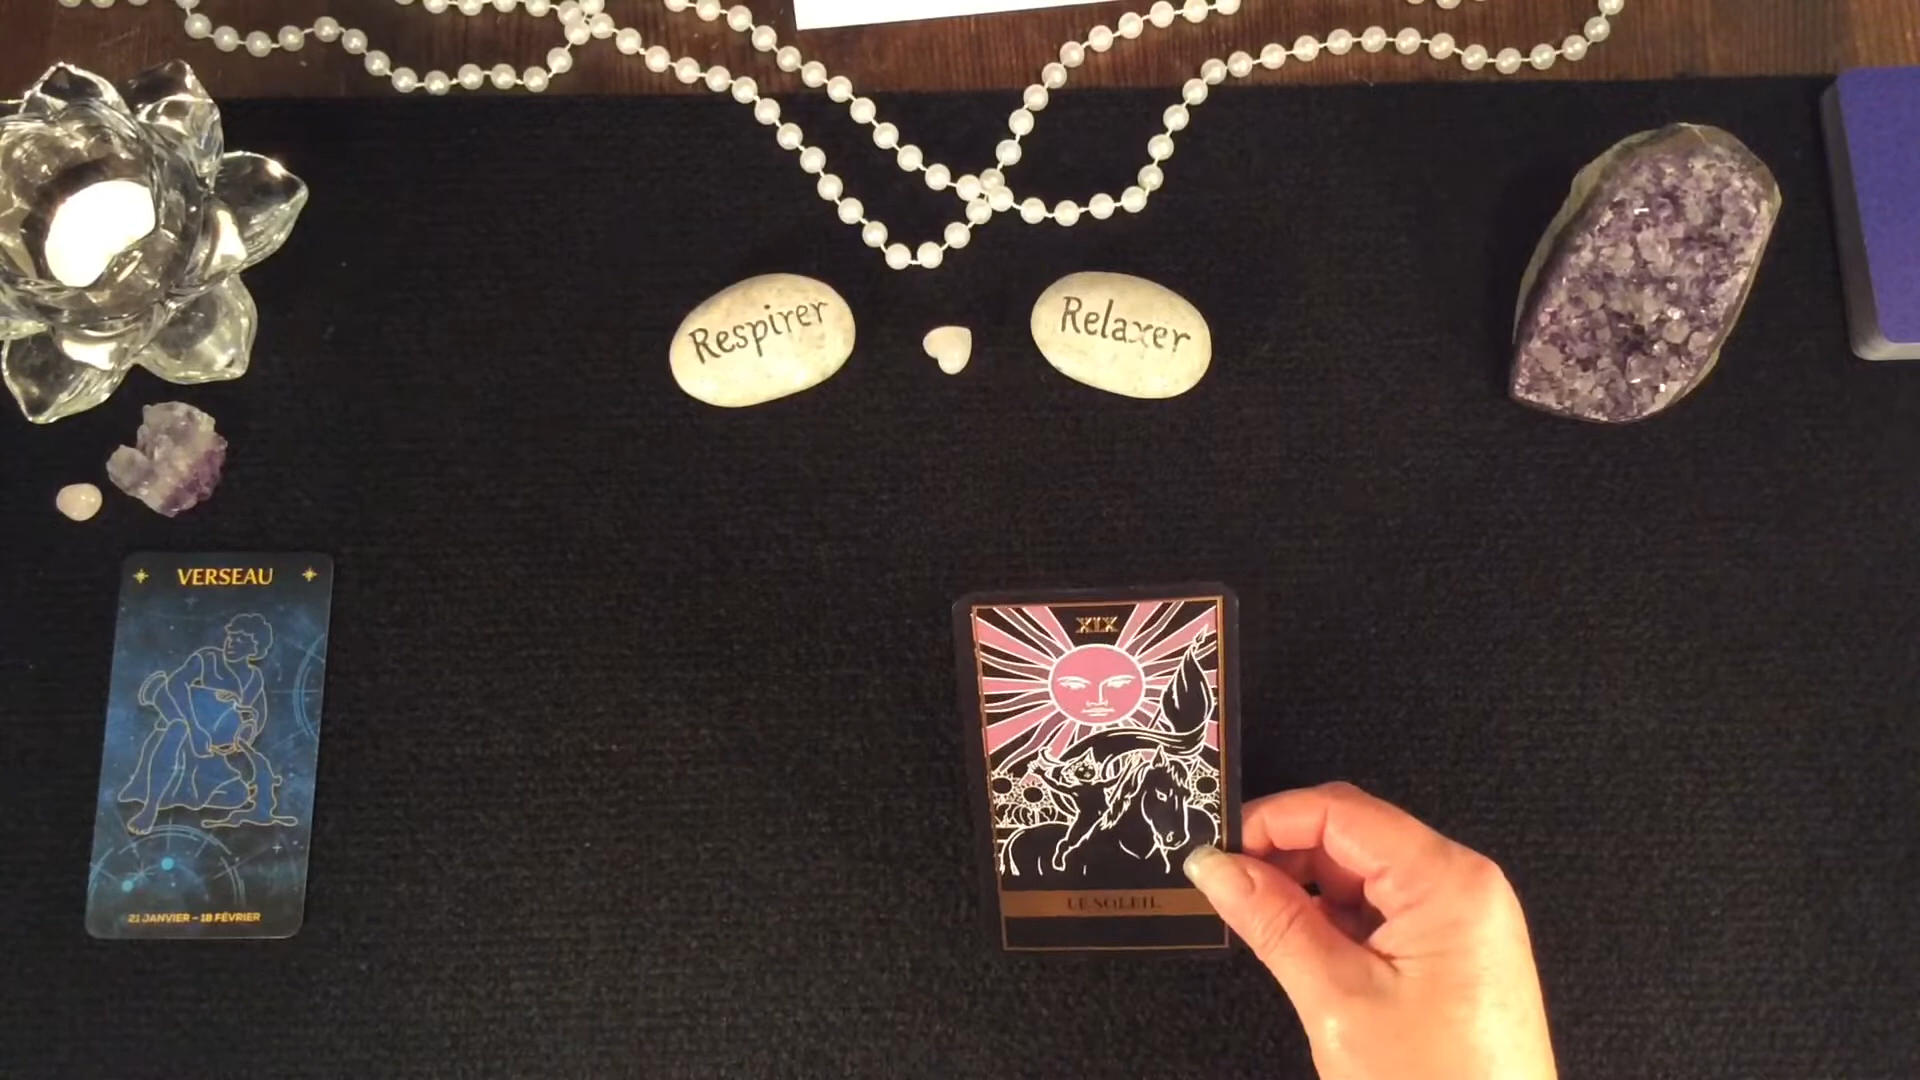 Respirer
Relaxer
VERSEAU
21 JANVIER – 18 FÉVRIER
XIX
LE SOLEIL